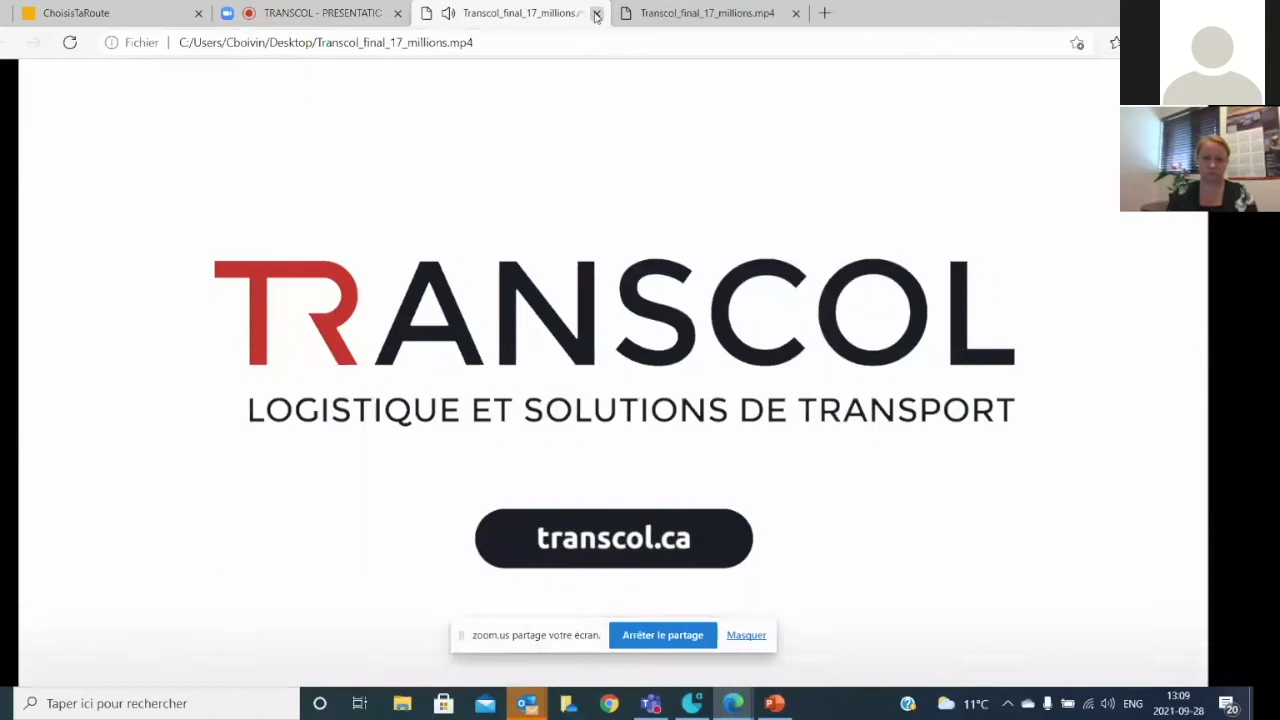 ChoisisTaRoute
TRANSCOL - PRESENTATIO
Transcol_final_17_millions.m
Transcol_final_17_millions.mp4
Fichier
C:/Users/Cboivin/Desktop/Transcol_final_17_millions.mp4
TRANSCOL
LOGISTIQUE ET SOLUTIONS DE TRANSPORT
transcol.ca
zoom.us partage votre écran.
Arrêter le partage
Masquer
Taper ici pour rechercher
11°C
ENG
13:09
2021-09-28
20